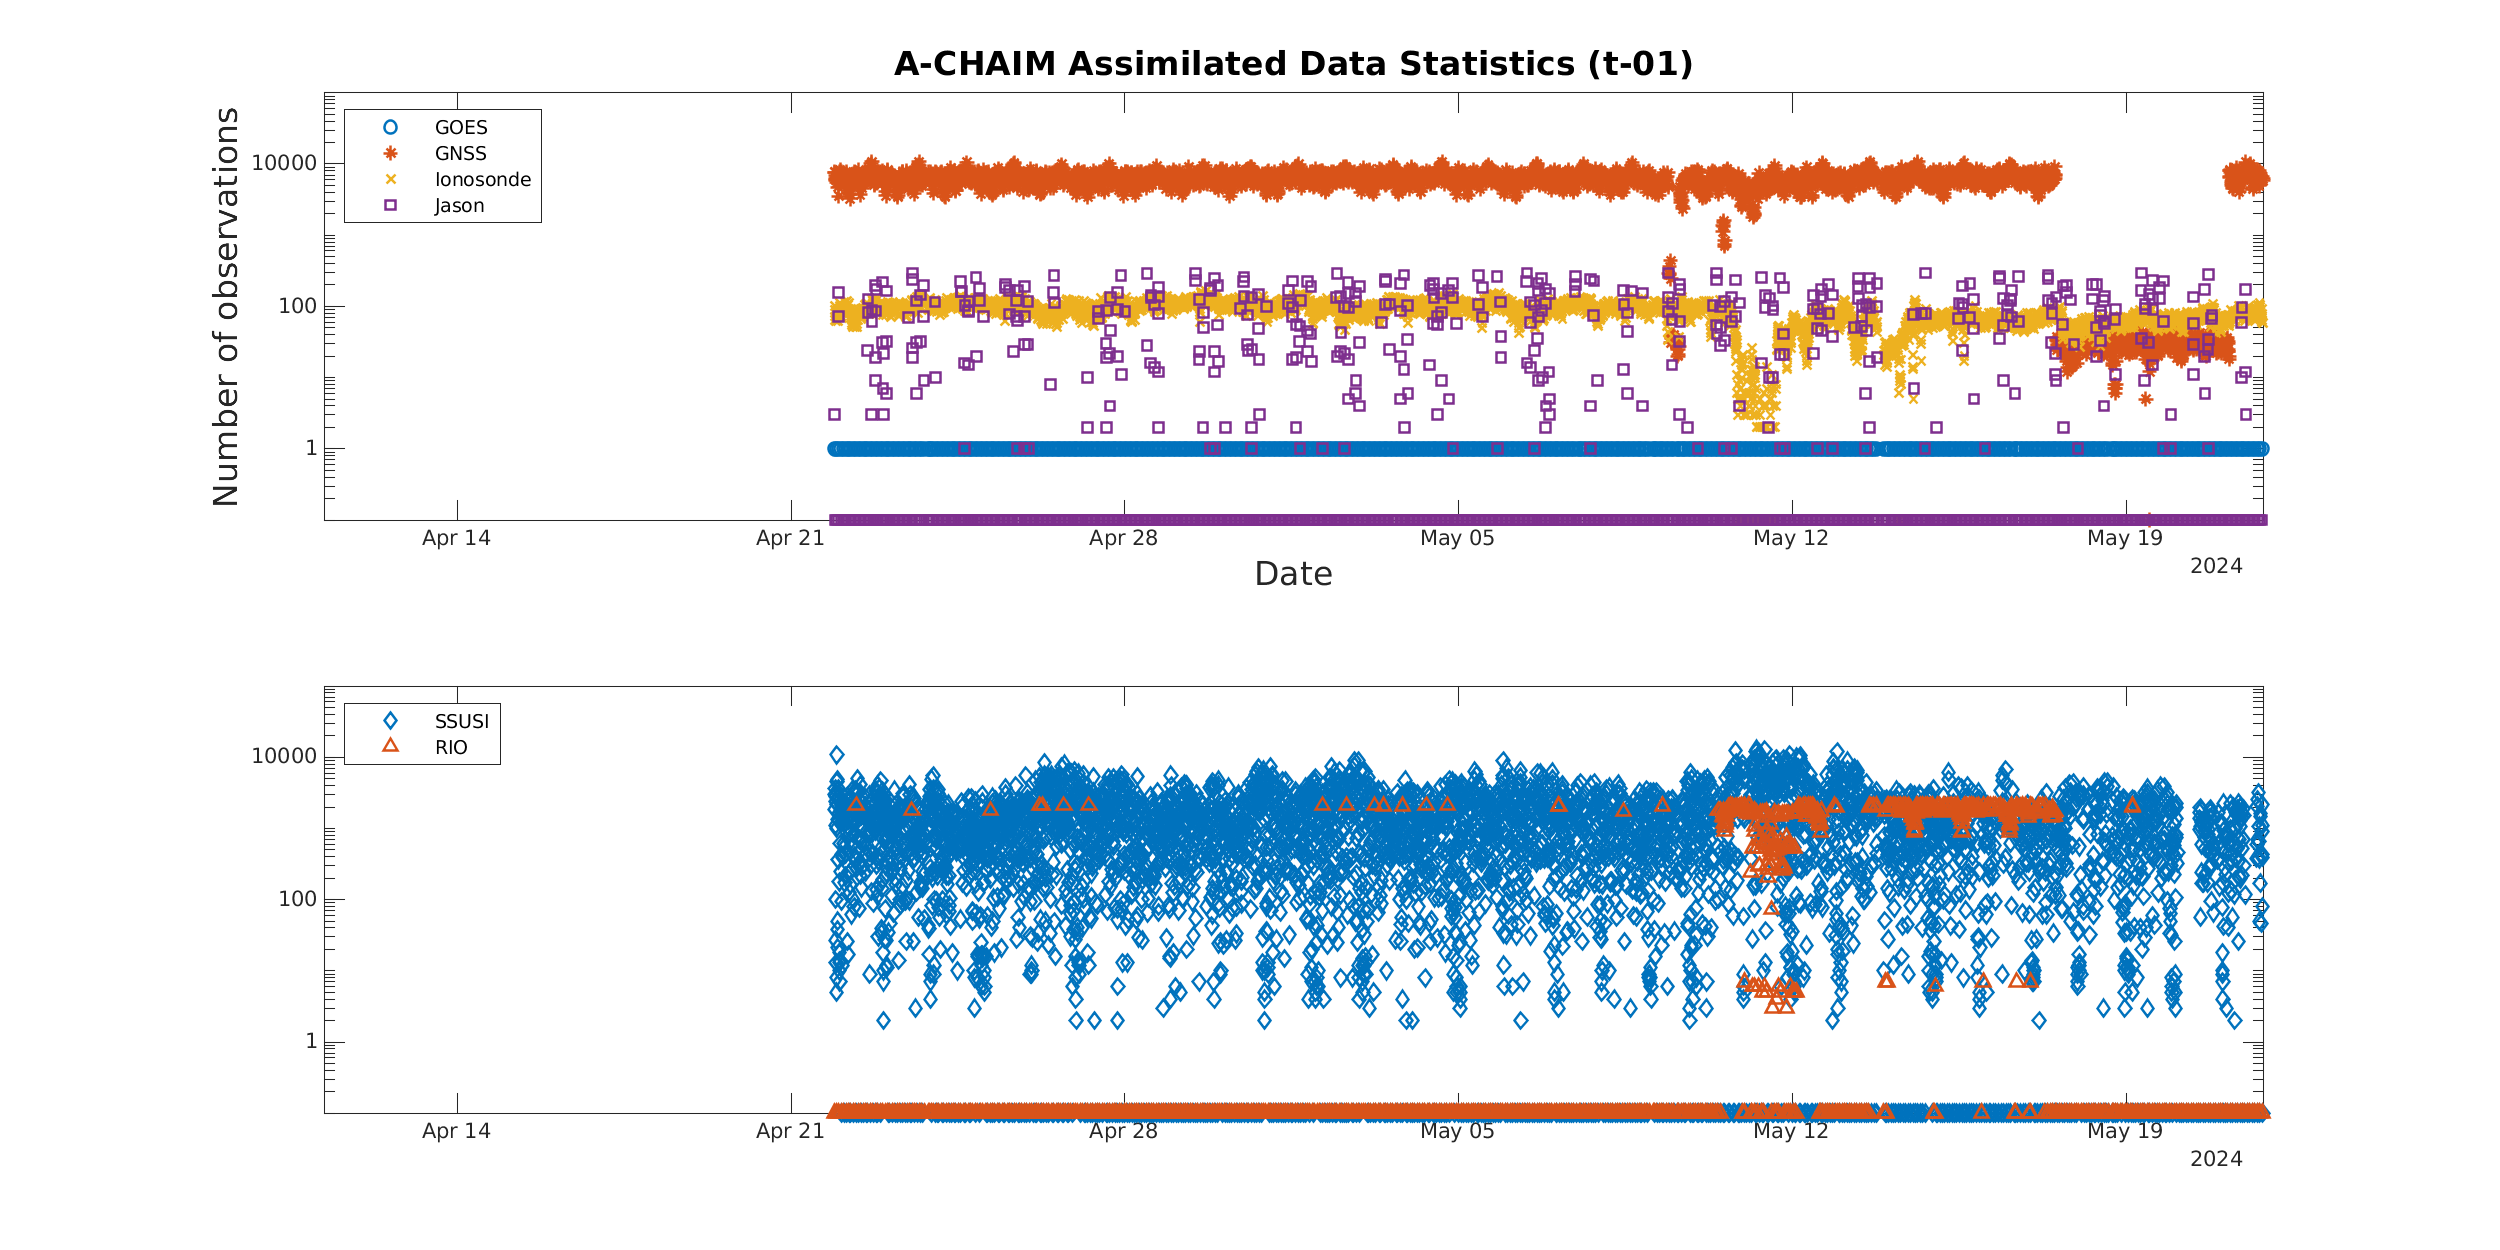 A-CHAIM Assimilated Data Statistics (t-01)
Number of observations
GOES
GNSS
Ionosonde
Jason
10000
100
1
Apr 14 Apr 21 Apr 28 May 05 May 12 May 19
2024
Date
SSUSI
RIO
10000
100
1
Apr 14 Apr 21 Apr 28 May 05 May 12 May 19
2024